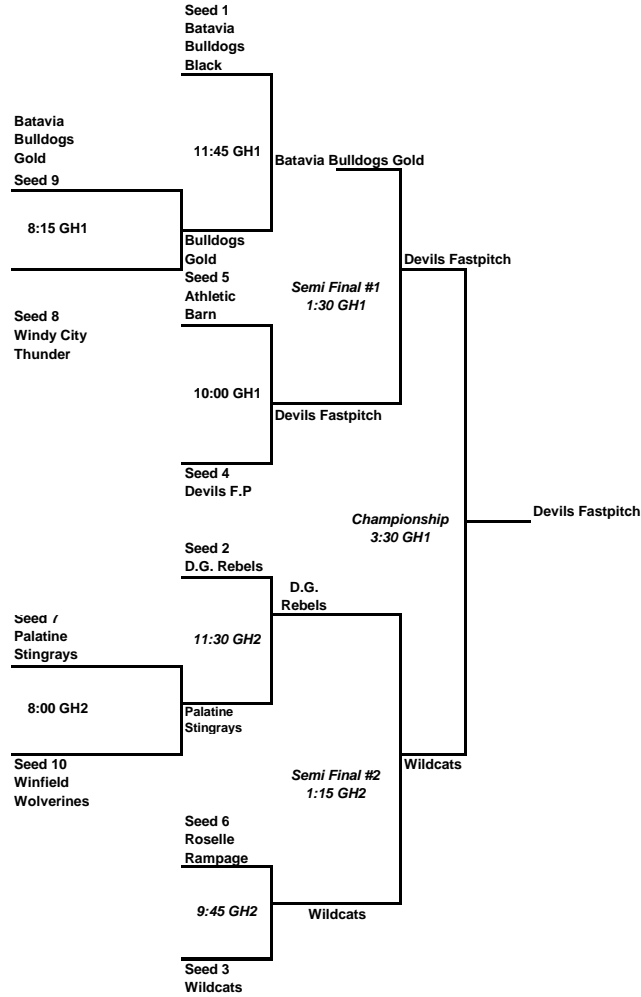 Seed 1
Batavia
Bulldogs
Black
Batavia
Bulldogs
Gold
Seed 9
11:45 GH1
Batavia Bulldogs Gold
8:15 GH1
Bulldogs
Gold
Seed 5
Athletic
Barn
Devils Fastpitch
Semi Final #1
1:30 GH1
Seed 8
Windy City
Thunder
10:00 GH1
Devils Fastpitch
Seed 4
Devils F.P
Championship
3:30 GH1
Devils Fastpitch
Seed 2
D.G. Rebels
D.G.
Rebels
Seed 7
Palatine
Stingrays
11:30 GH2
8:00 GH2
Palatine
Stingrays
Seed 10
Winfield
Wolverines
Semi Final #2
1:15 GH2
Wildcats
Seed 6
Roselle
Rampage
9:45 GH2
Wildcats
Seed 3
Wildcats